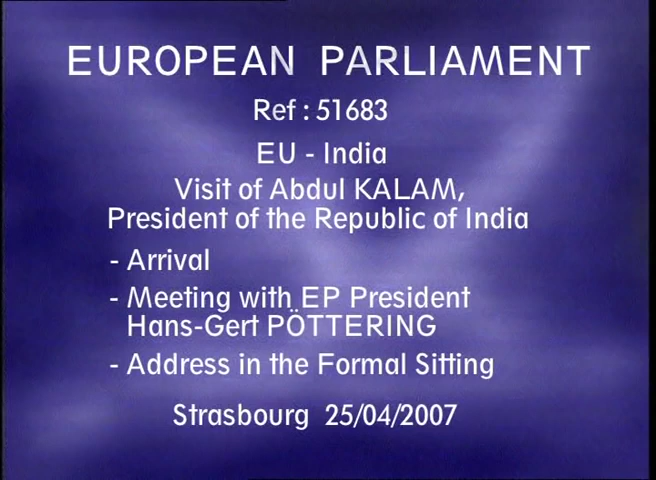 EUROPEAN PARLIAMENT
Ref : 51683
EU - India
Visit of Abdul KALAM,
President of the Republic of India
- Arrival
- Meeting with EP President
Hans-Gert PÖTTERING
- Address in the Formal Sitting
Strasbourg 25/04/2007